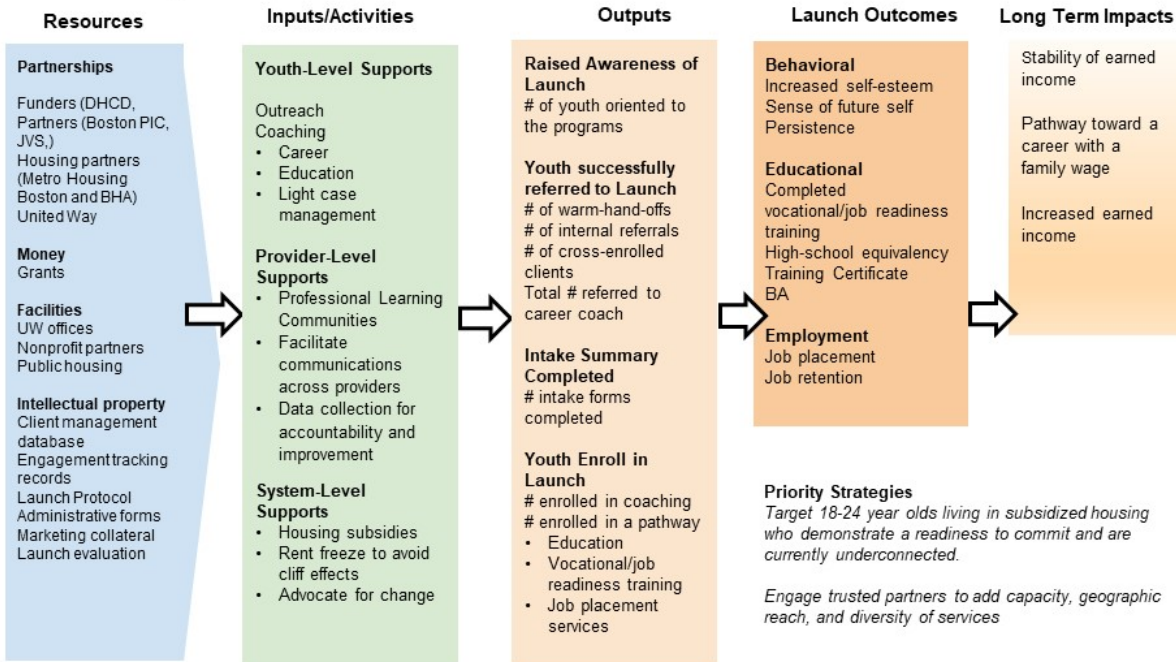 Resources
Partnerships
Funders (DHCD,
Partners (Boston PIC,
JVS,)
Housing partners
(Metro Housing
Boston and BHA)
United Way
Money
Grants
Facilities
UW offices
Nonprofit partners
Public housing
Intellectual property
Client management
database
Engagement tracking
records
Launch Protocol
Administrative forms
Marketing collateral
Launch evaluation
Inputs/Activities
Youth-Level Supports
Outreach
Coaching
• Career
• Education
• Light case
management
Provider-Level
Supports
• Professional Learning
Communities
• Facilitate
communications
across providers
• Data collection for
accountability and
improvement
System-Level
Supports
• Housing subsidies
• Rent freeze to avoid
cliff effects
• Advocate for change
Outputs
Raised Awareness of
Launch
# of youth oriented to
the programs
Youth successfully
referred to Launch
# of warm-hand-offs
# of internal referrals
# of cross-enrolled
clients
Total # referred to
career coach
Intake Summary
Completed
# intake forms
completed
Youth Enroll in
Launch
# enrolled in coaching
# enrolled in a pathway
• Education
• Vocational/job
readiness training
• Job placement
services
Launch Outcomes
Behavioral
Increased self-esteem
Sense of future self
Persistence
Educational
Completed
vocational/job readiness
training
High-school equivalency
Training Certificate
BA
Employment
Job placement
Job retention
Long Term Impacts
Stability of earned
income
Pathway toward a
career with a
family wage
Increased earned
income
Priority Strategies
Target 18-24 year olds living in subsidized housing
who demonstrate a readiness to commit and are
currently underconnected.
Engage trusted partners to add capacity, geographic
reach, and diversity of services